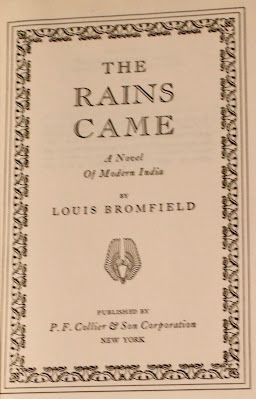 THE
RAINS
CAME
A Novel
Of Modern India
BY
LOUIS BROMFIELD
PUBLISHED BY
P. F. Collier & Son Corporation
NEW YORK